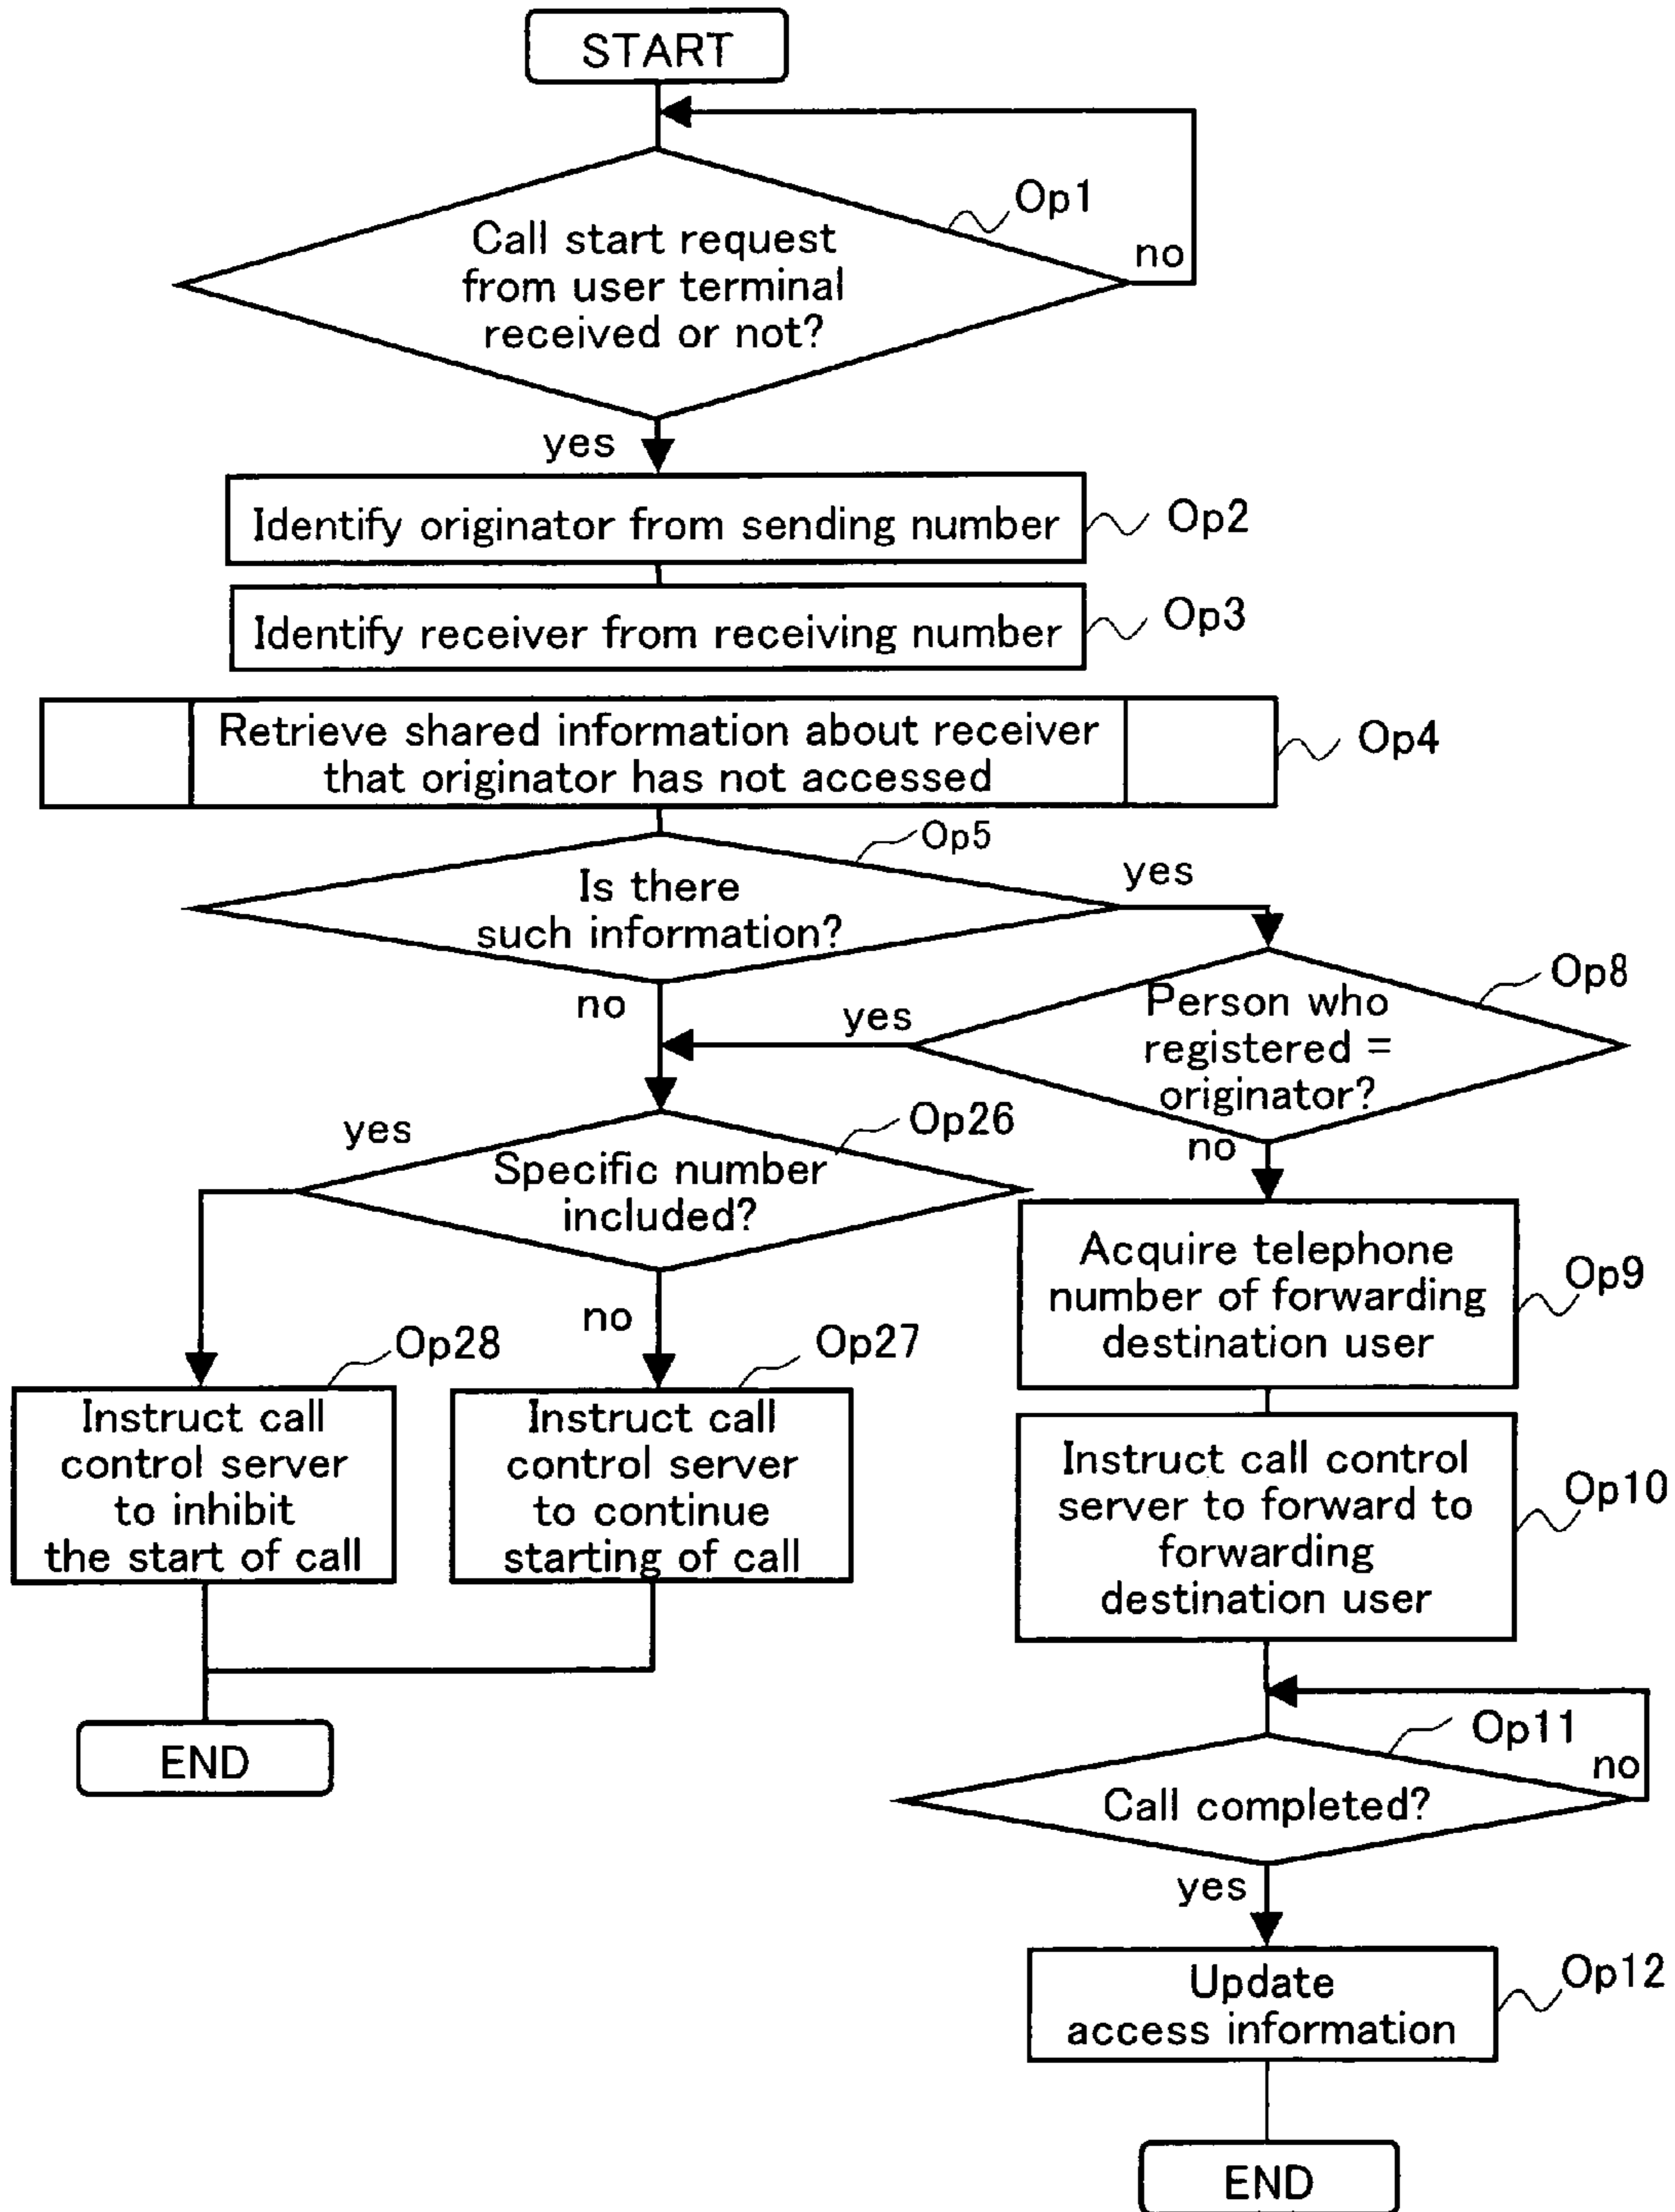 START
Op1
Call start request
from user terminal
received or not?
no
yes
Identify originator from sending number
Op2
Identify receiver from receiving number
Op3
Retrieve shared information about receiver
that originator has not accessed
Op4
Op5
Is there
such information?
yes
no
Op8
Person who
registered =
originator?
yes
no
Op26
Specific number
included?
yes
no
Acquire telephone
number of forwarding
destination user
Op9
Op28
Instruct call
control server
to inhibit
the start of call
Op27
Instruct call
control server
to continue
starting of call
Instruct call control
server to forward to
forwarding
destination user
Op10
END
Op11
Call completed?
no
yes
Update
access information
Op12
END